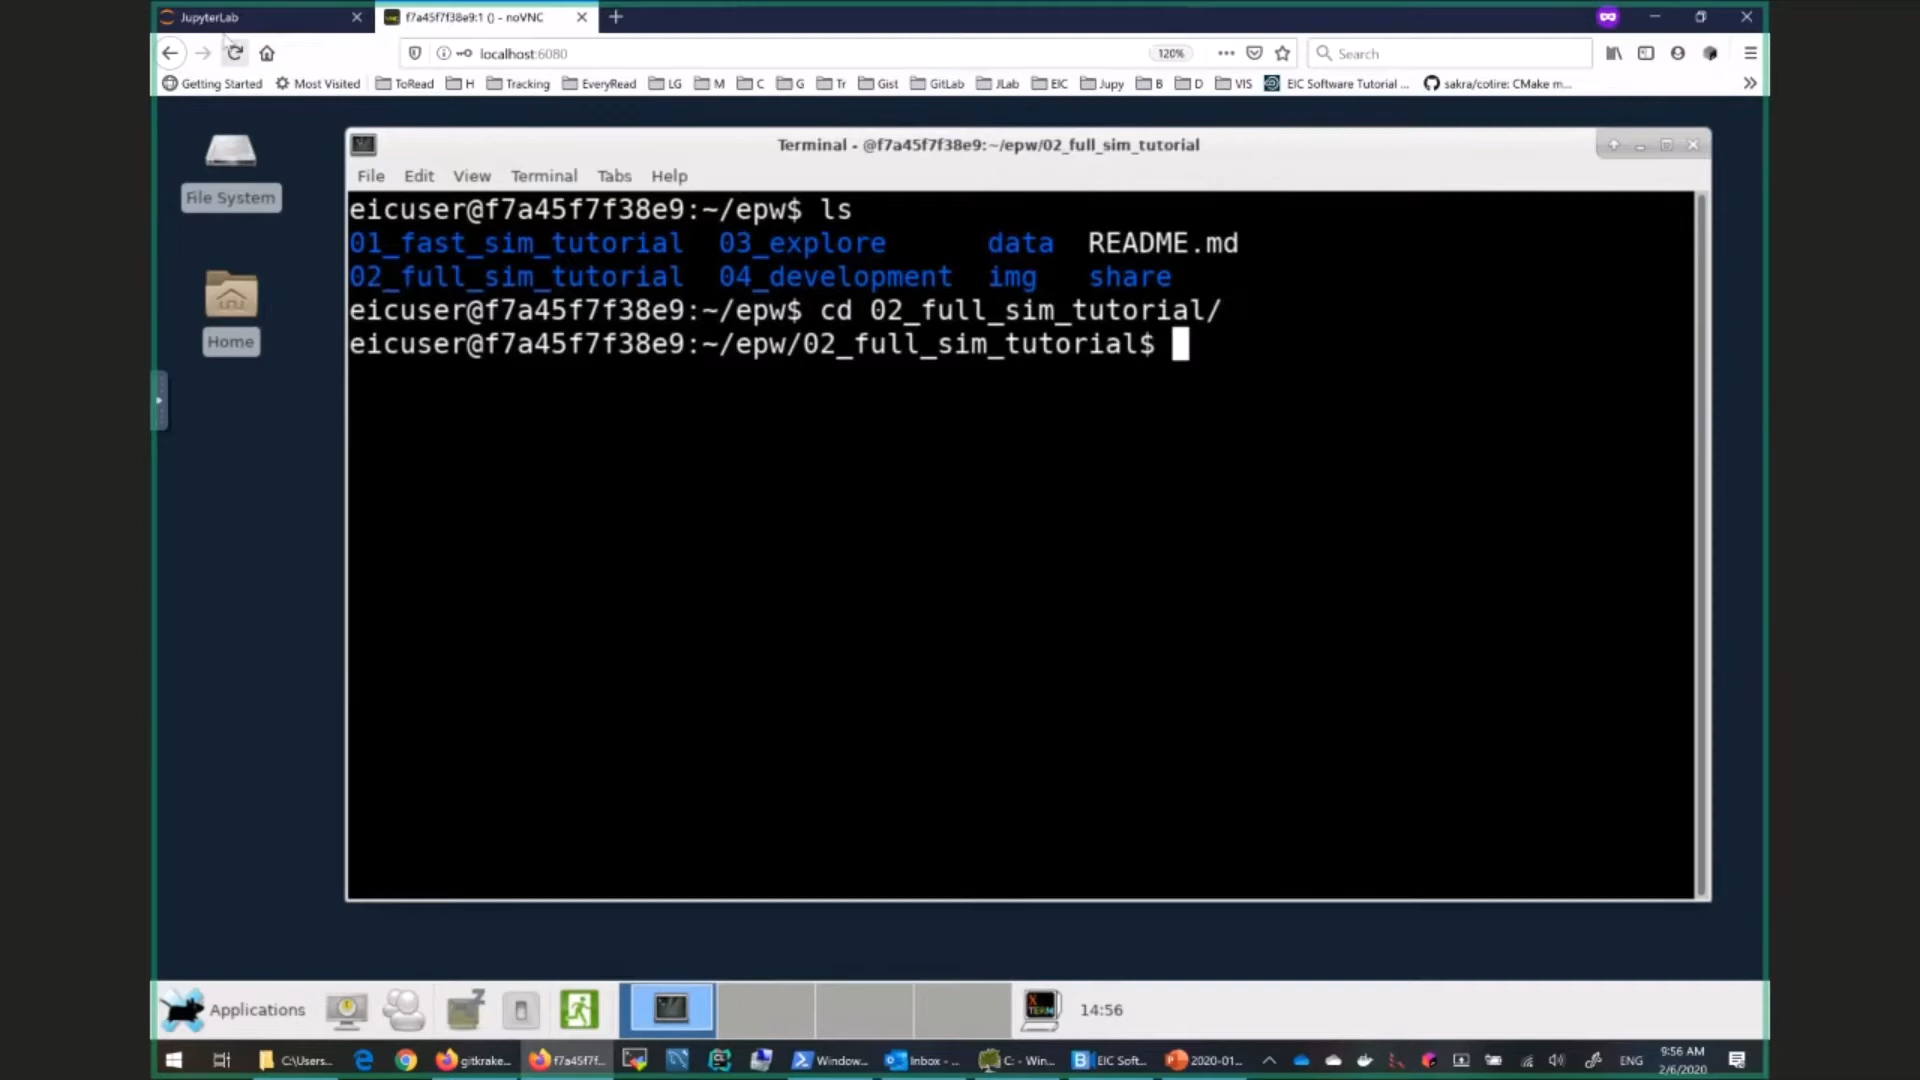 JupyterLab
f7a45f7f38e9:1 () - noVNC
localhost:6080
120%
Search
Getting Started
Most Visited
ToRead
H
Tracking
EveryRead
LG
M
C
G
Tr
Gist
GitLab
JLab
EIC
Jupy
B
D
VIS
EIC Software Tutorial ...
sakra/cotire: CMake m...
File System
Home
Terminal - @f7a45f7f38e9:~/epw/02_full_sim_tutorial
File Edit View Terminal Tabs Help
eicuser@f7a45f7f38e9:~/epw$ ls
01_fast_sim_tutorial 03_explore data README.md
02_full_sim_tutorial 04_development img share
eicuser@f7a45f7f38e9:~/epw$ cd 02_full_sim_tutorial/
eicuser@f7a45f7f38e9:~/epw/02_full_sim_tutorial$
Applications
X TERM
14:56
C:\Users...
gitkrake...
f7a45f7f...
Window...
Inbox - ...
C: - Win...
EIC Soft...
2020-01...
ENG
9:56 AM
2/6/2020